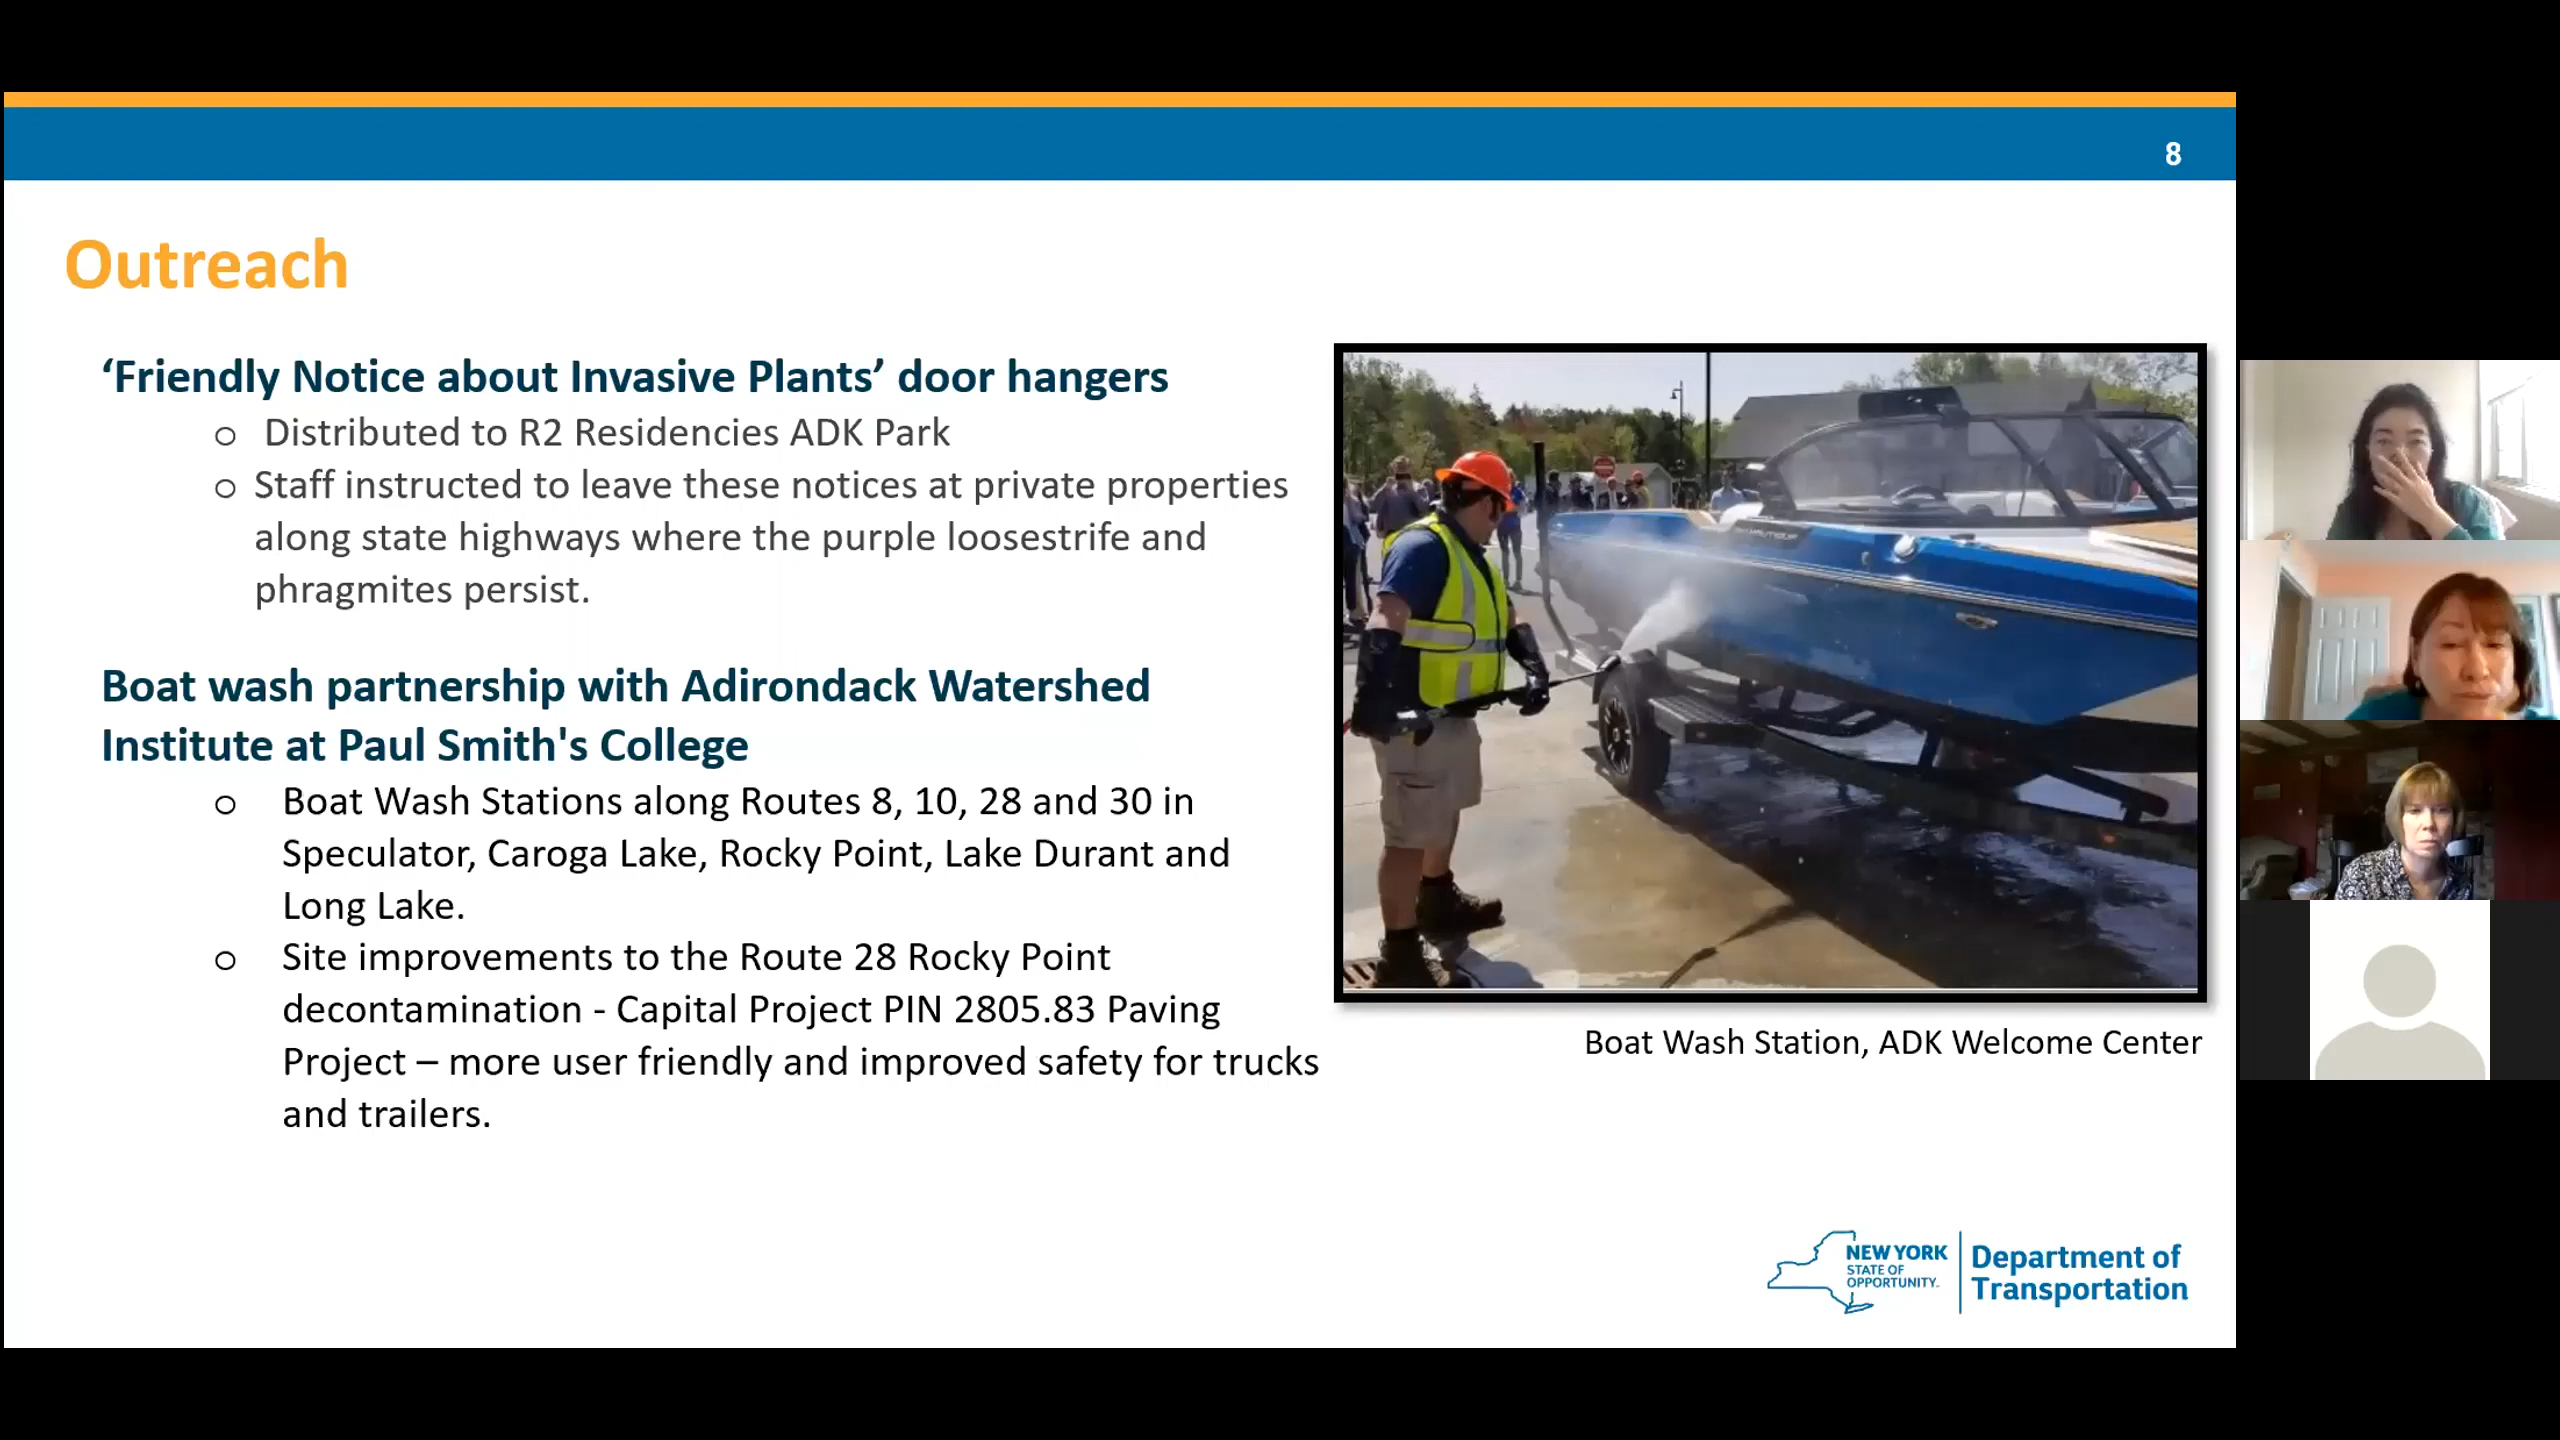 8
Outreach
‘Friendly Notice about Invasive Plants’ door hangers
o Distributed to R2 Residencies ADK Park
o Staff instructed to leave these notices at private properties
along state highways where the purple loosestrife and
phragmites persist.
Boat wash partnership with Adirondack Watershed
Institute at Paul Smith's College
o Boat Wash Stations along Routes 8, 10, 28 and 30 in
Speculator, Caroga Lake, Rocky Point, Lake Durant and
Long Lake.
o Site improvements to the Route 28 Rocky Point
decontamination - Capital Project PIN 2805.83 Paving
Project – more user friendly and improved safety for trucks
and trailers.
Boat Wash Station, ADK Welcome Center
NEW YORK
STATE OF
OPPORTUNITY.
Department of
Transportation